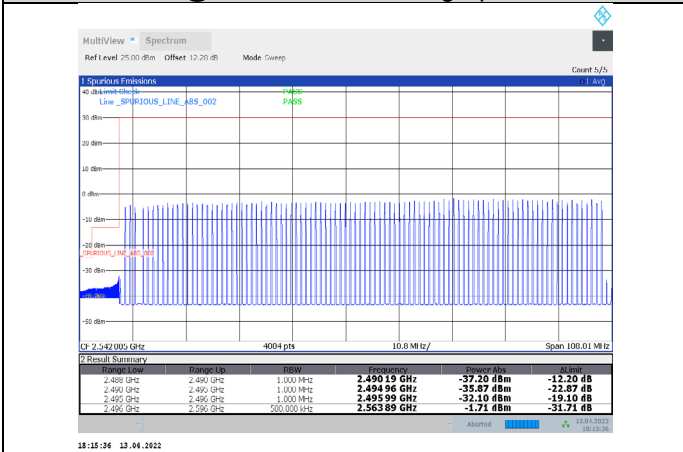 MultiView Spectrum
Ref Level 25.00 dBm Offset 12.28 dB Mode Sweep
Count 5/5
1 Spurious Emissions
40 dBm Limit Check PASS
Line _SPURIOUS_LINE_ABS_002 PASS
30 dBm
20 dBm
10 dBm
0 dBm
-10 dBm
-20 dBm
_SPURIOUS_LINE_ABS_002
-30 dBm
-50 dBm
CF 2.542005 GHz 4004 pts 10.8 MHz/ Span 108.01 MHz
2 Result Summary
Range Low Range Up RBW Frequency Power Abs ΔLimit
2.488 GHz 2.490 GHz 1.000 MHz 2.490 19 GHz -37.20 dBm -12.20 dB
2.490 GHz 2.495 GHz 1.000 MHz 2.494 96 GHz -35.87 dBm -22.87 dB
2.495 GHz 2.496 GHz 1.000 MHz 2.495 99 GHz -32.10 dBm -19.10 dB
2.496 GHz 2.596 GHz 500.000 kHz 2.563 89 GHz -1.71 dBm -31.71 dB
Aborted 13.04.2022
18:15:36
18:15:36 13.04.2022